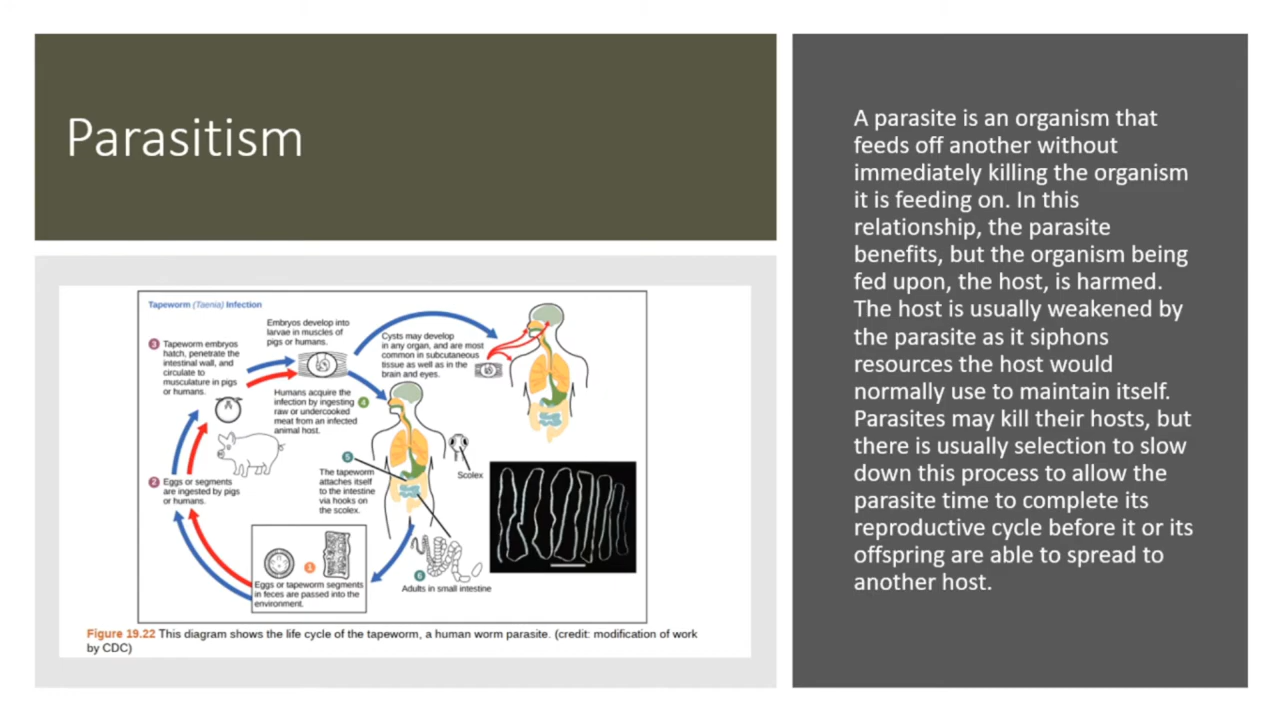 Parasitism
A parasite is an organism that
feeds off another without
immediately killing the organism
it is feeding on. In this
relationship, the parasite
benefits, but the organism being
fed upon, the host, is harmed.
The host is usually weakened by
the parasite as it siphons
resources the host would
normally use to maintain itself.
Parasites may kill their hosts, but
there is usually selection to slow
down this process to allow the
parasite time to complete its
reproductive cycle before it or its
offspring are able to spread to
another host.
Tapeworm (Taenia) Infection
1
Eggs or tapeworm segments
in feces are passed into the
environment.
2 Eggs or segments
are ingested by pigs
or humans.
3 Tapeworm embryos
hatch, penetrate the
intestinal wall, and
circulate to
musculature in pigs
or humans.
Embryos develop into
larvae in muscles of
pigs or humans.
Humans acquire the
infection by ingesting 4
raw or undercooked
meat from an infected
animal host.
Cysts may develop
in any organ, and are most
common in subcutaneous
tissue as well as in the
brain and eyes.
5
The tapeworm
attaches itself
to the intestine
via hooks on
the scolex.
Scolex
6
Adults in small intestine
Figure 19.22 This diagram shows the life cycle of the tapeworm, a human worm parasite. (credit: modification of work
by CDC)